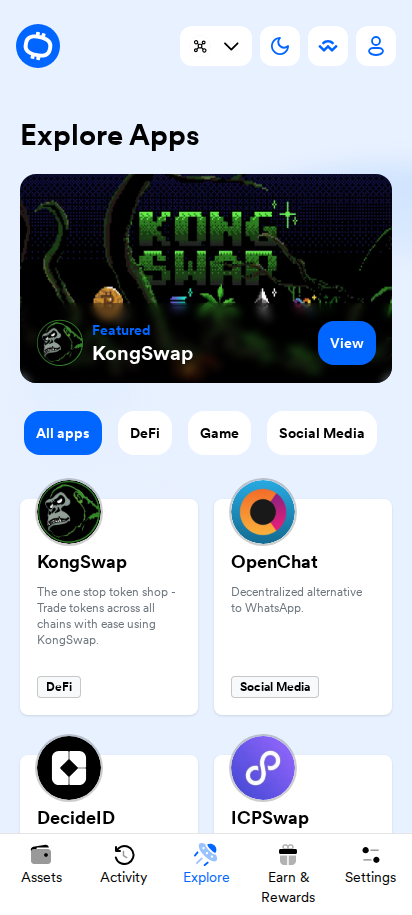 Explore Apps
KONG
SWAP
Featured
KongSwap
View
All apps
DeFi
Game
Social Media
KongSwap
The one stop token shop -
Trade tokens across all
chains with ease using
KongSwap.
DeFi
OpenChat
Decentralized alternative
to WhatsApp.
Social Media
DecideID
ICPSwap
Assets
Activity
Explore
Earn &
Rewards
Settings